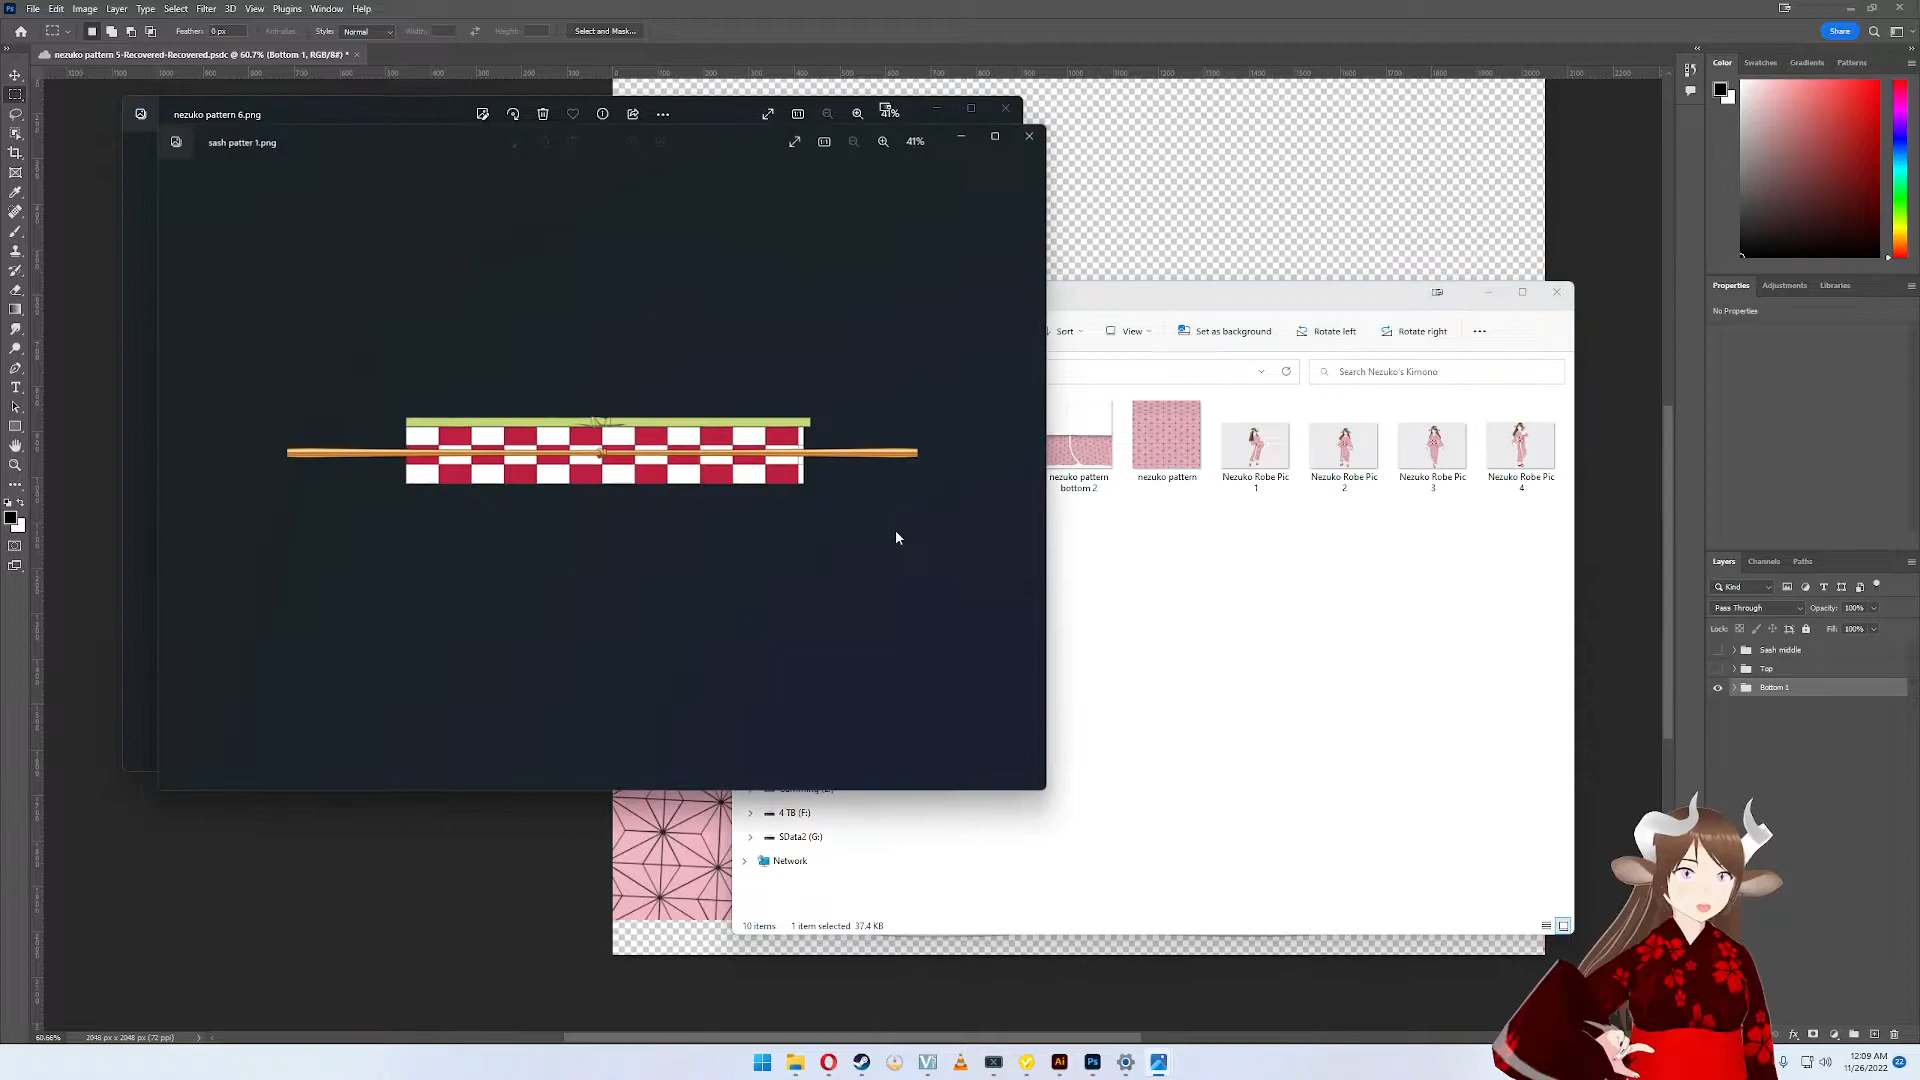 File Edit Image Layer Type Select Filter 3D View Plugins Window Help
Feather: 0 px Anti-alias Style: Normal Width: Height: Select and Mask... Share
nezuko pattern 5-Recovered-Recovered.psdc @ 60.7% (Bottom 1, RGB/8#) *
nezuko pattern 6.png 41%
sash patter 1.png 41%
Sort View Set as background Rotate left Rotate right
Search Nezuko's Kimono
nezuko pattern bottom 2
nezuko pattern
Nezuko Robe Pic 1
Nezuko Robe Pic 2
Nezuko Robe Pic 3
Nezuko Robe Pic 4
4 TB (F:)
SData2 (G:)
Network
10 items 1 item selected 37.4 KB
Color Swatches Gradients Patterns
Properties Adjustments Libraries
No Properties
Layers Channels Paths
Kind
Pass Through Opacity: 100%
Lock: Fill: 100%
Sash middle
Top
Bottom 1
60.66% 2048 px x 2048 px (72 ppi)
12:09 AM
11/26/2022
22